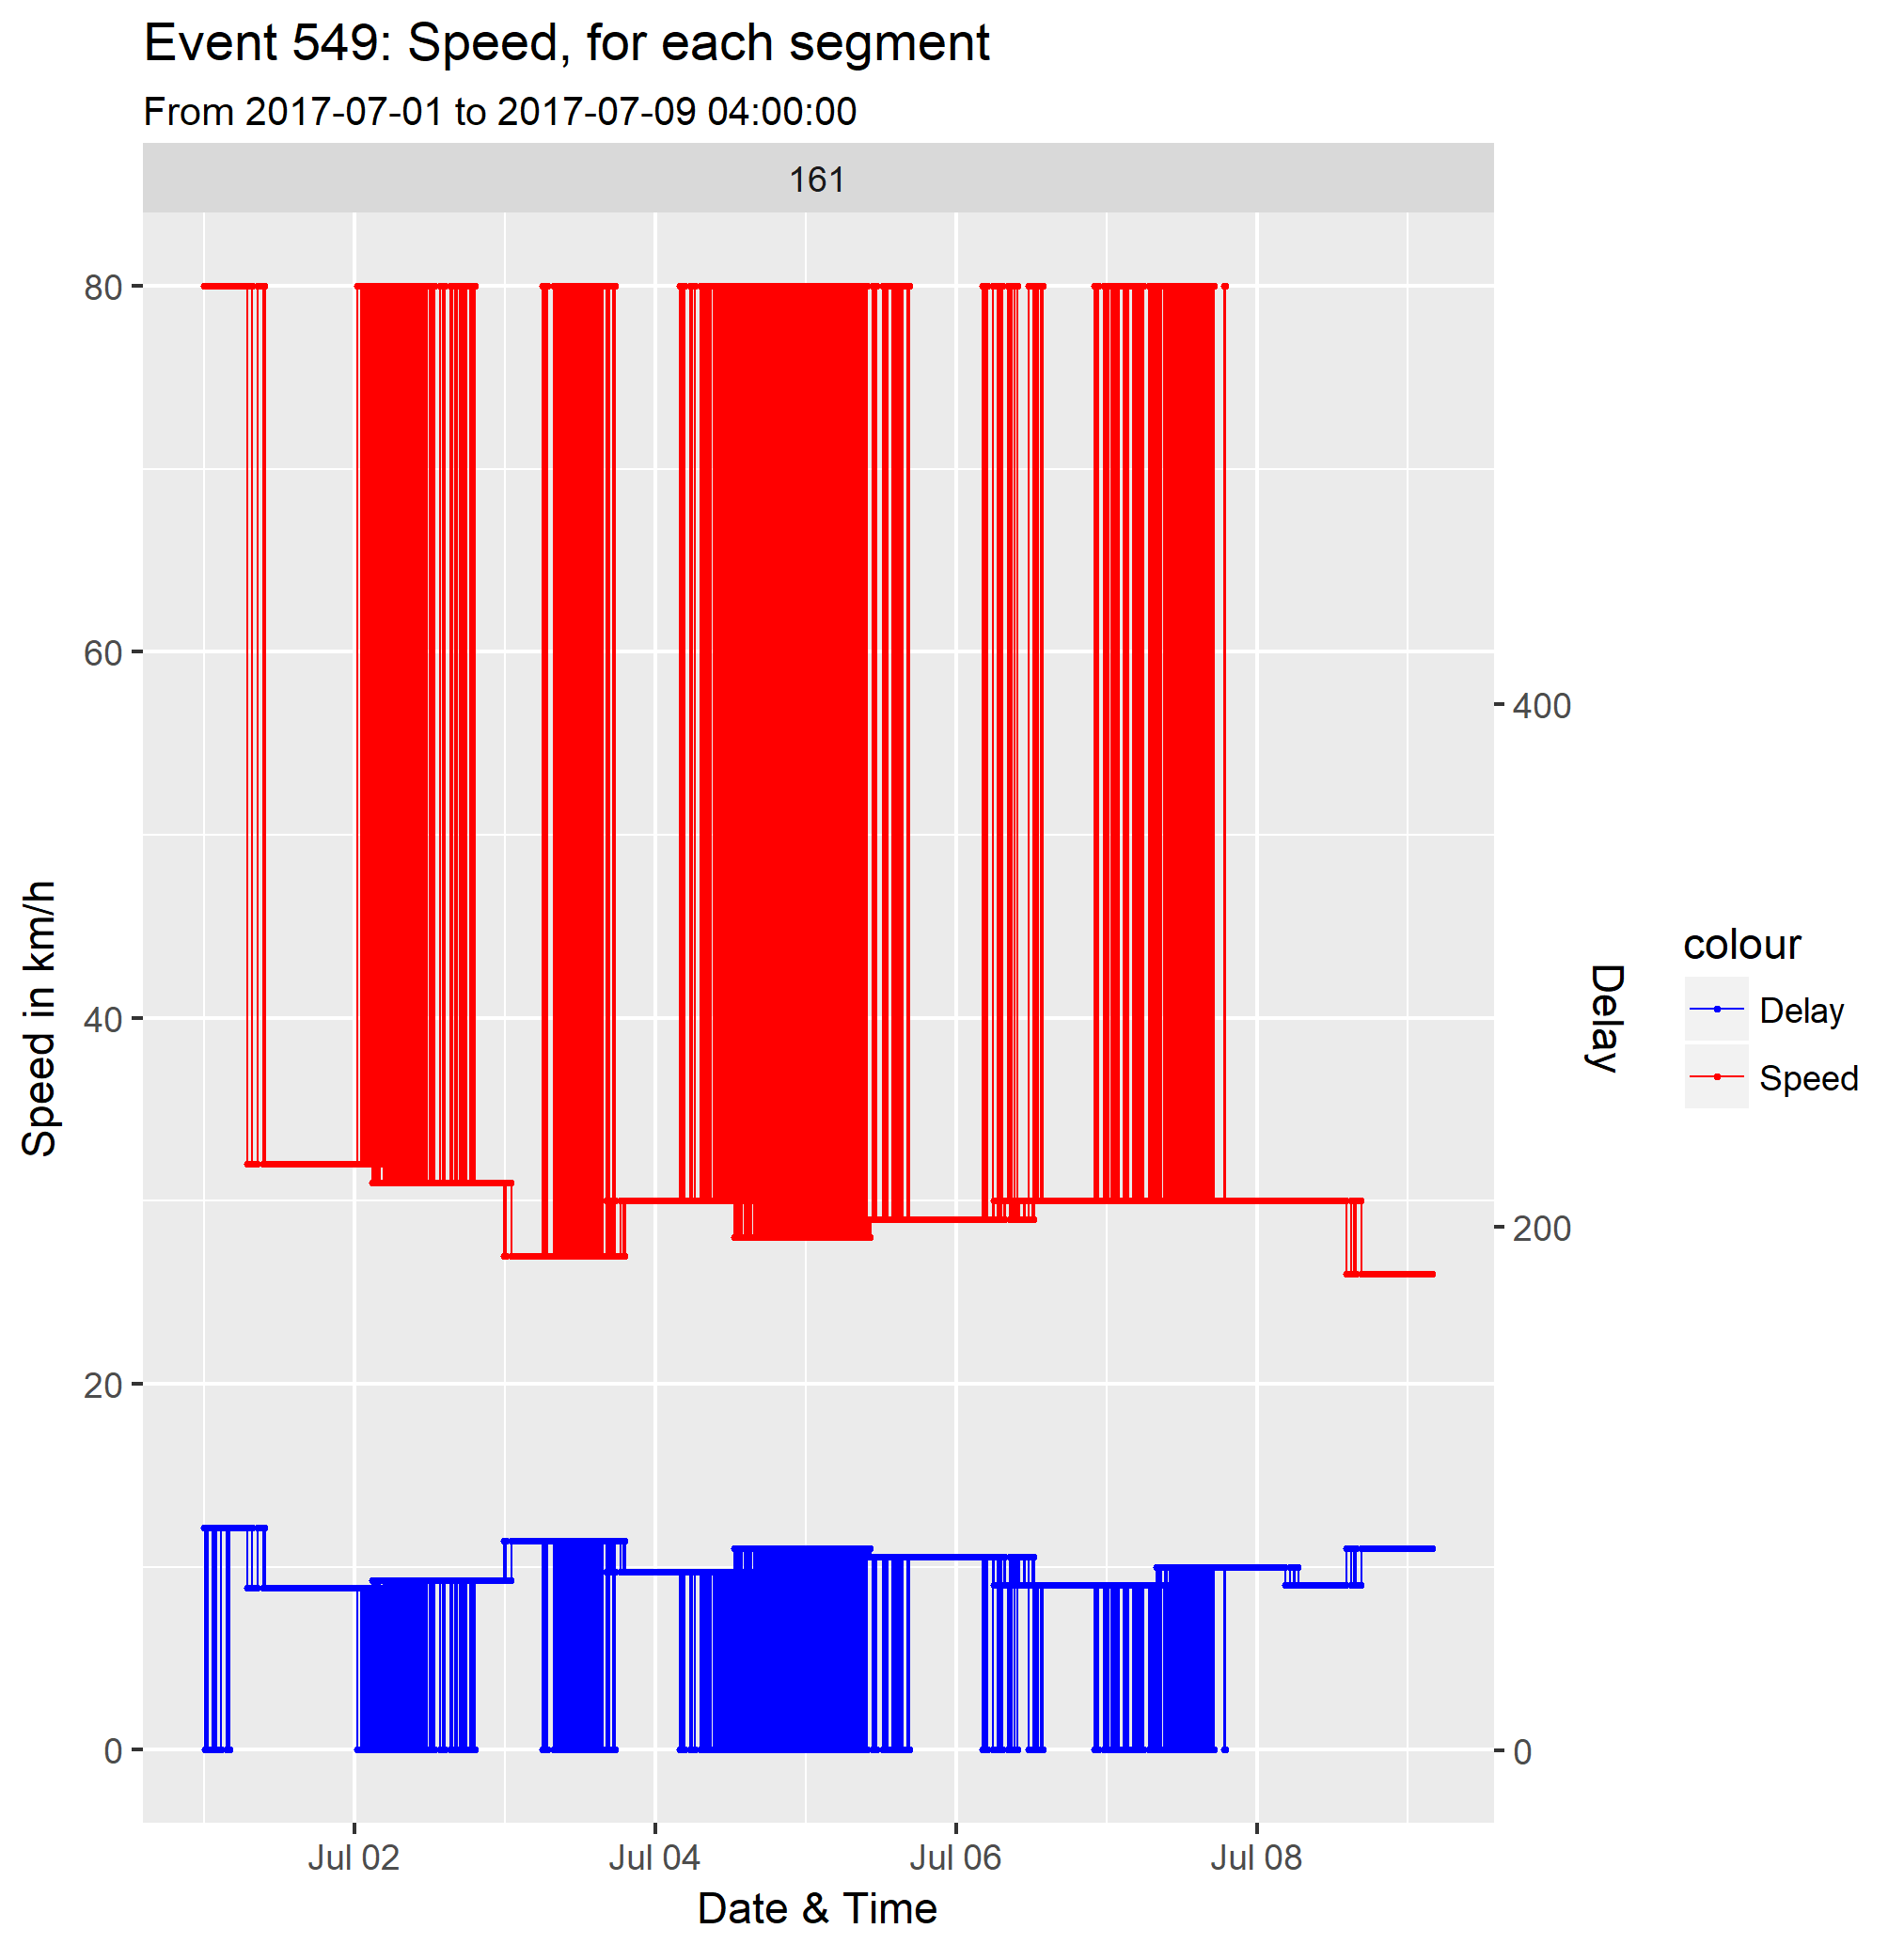 Event 549: Speed, for each segment
From 2017-07-01 to 2017-07-09 04:00:00
161
80
60
40
20
0
Speed in km/h
400
200
0
Delay
Jul 02
Jul 04
Jul 06
Jul 08
Date & Time
colour
Delay
Speed